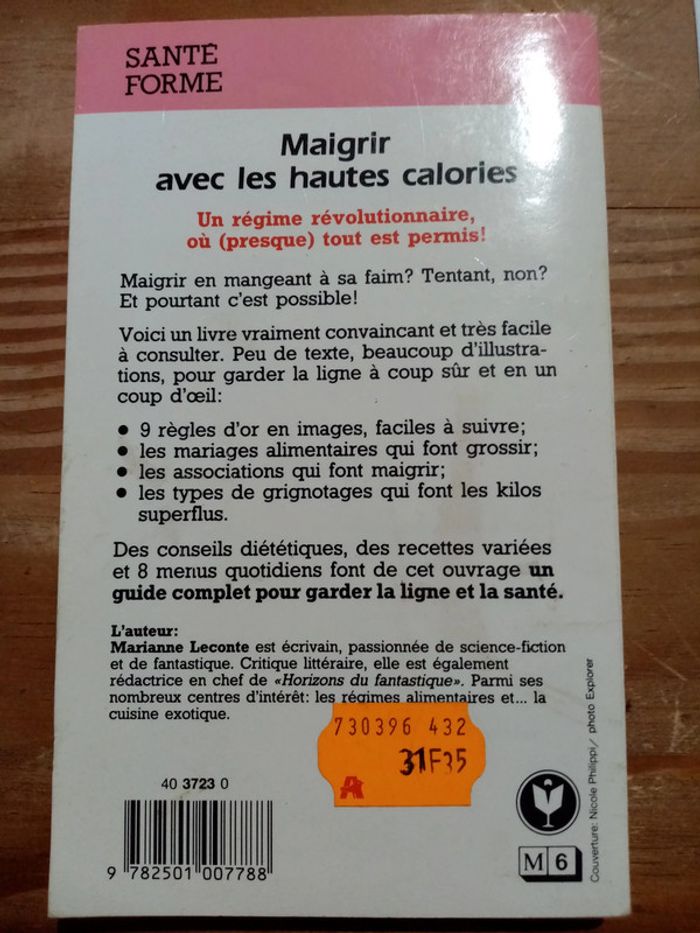 SANTÉ
FORME
Maigrir
avec les hautes calories
Un régime révolutionnaire,
où (presque) tout est permis!
Maigrir en mangeant à sa faim? Tentant, non?
Et pourtant c'est possible!
Voici un livre vraiment convaincant et très facile
à consulter. Peu de texte, beaucoup d'illustra-
tions, pour garder la ligne à coup sûr et en un
coup d'œil:
● 9 règles d'or en images, faciles à suivre;
● les mariages alimentaires qui font grossir;
● les associations qui font maigrir;
● les types de grignotages qui font les kilos
superflus.
Des conseils diététiques, des recettes variées
et 8 menus quotidiens font de cet ouvrage un
guide complet pour garder la ligne et la santé.
L'auteur:
Marianne Leconte est écrivain, passionnée de science-fiction
et de fantastique. Critique littéraire, elle est également
rédactrice en chef de «Horizons du fantastique». Parmi ses
nombreux centres d'intérêt: les régimes alimentaires et... la
cuisine exotique.
730396 432
31F35
A
40 3723 0
9 782501 007788
M 6
Couverture: Nicole Philippi/ photo Explorer